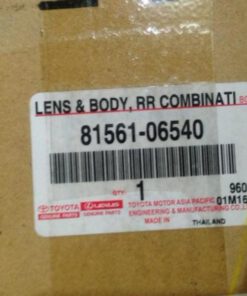 LENS & BODY, RR COMBINATI
81561-06540
QTY 1
960
TOYOTA LEXUS TOYOTA MOTOR ASIA PACIFIC 01M16
GENUINE PARTS GENUINE PARTS ENGINEERING & MANUFACTURING CO.
MADE IN THAILAND